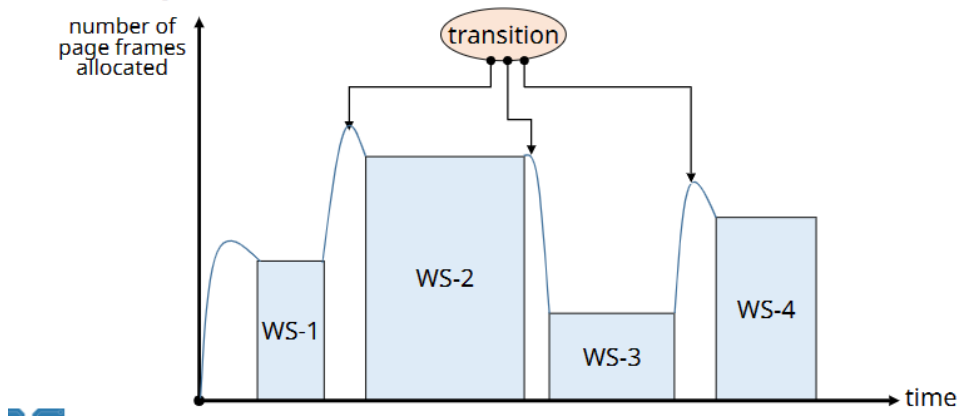 number of
page frames
allocated
transition
WS-1
WS-2
WS-3
WS-4
time